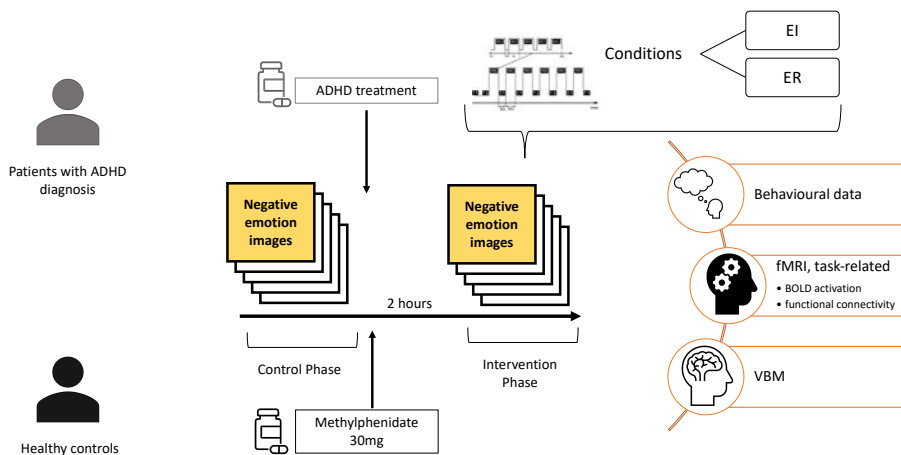 Conditions
EI
ER
ADHD treatment
Patients with ADHD
diagnosis
Negative
emotion
images
Negative
emotion
images
Behavioural data
fMRI, task-related
• BOLD activation
• functional connectivity
2 hours
Control Phase
Intervention
Phase
VBM
Methylphenidate
30mg
Healthy controls